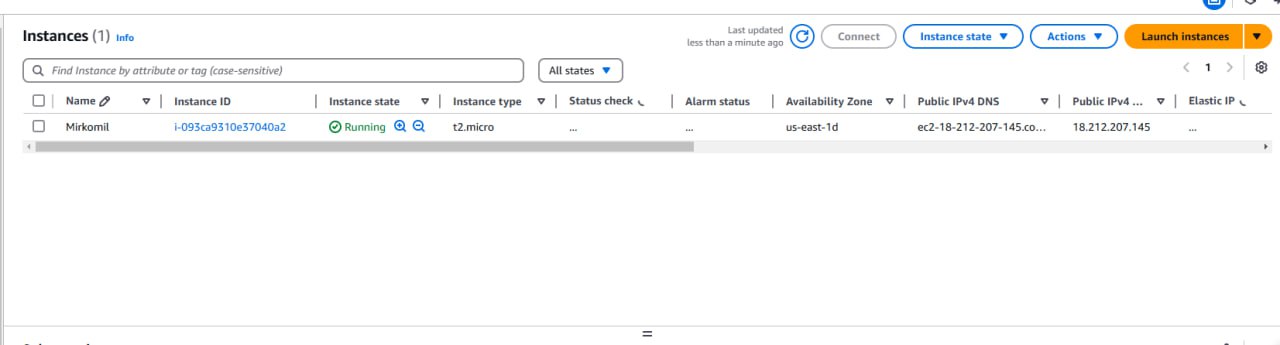 Instances (1) Info
Last updated
less than a minute ago
Connect
Instance state
Actions
Launch instances
Find Instance by attribute or tag (case-sensitive)
All states
1
Name Instance ID Instance state Instance type Status check Alarm status Availability Zone Public IPv4 DNS Public IPv4 ... Elastic IP
Mirkomil i-093ca9310e37040a2 Running t2.micro ... ... us-east-1d ec2-18-212-207-145.co... 18.212.207.145 ...